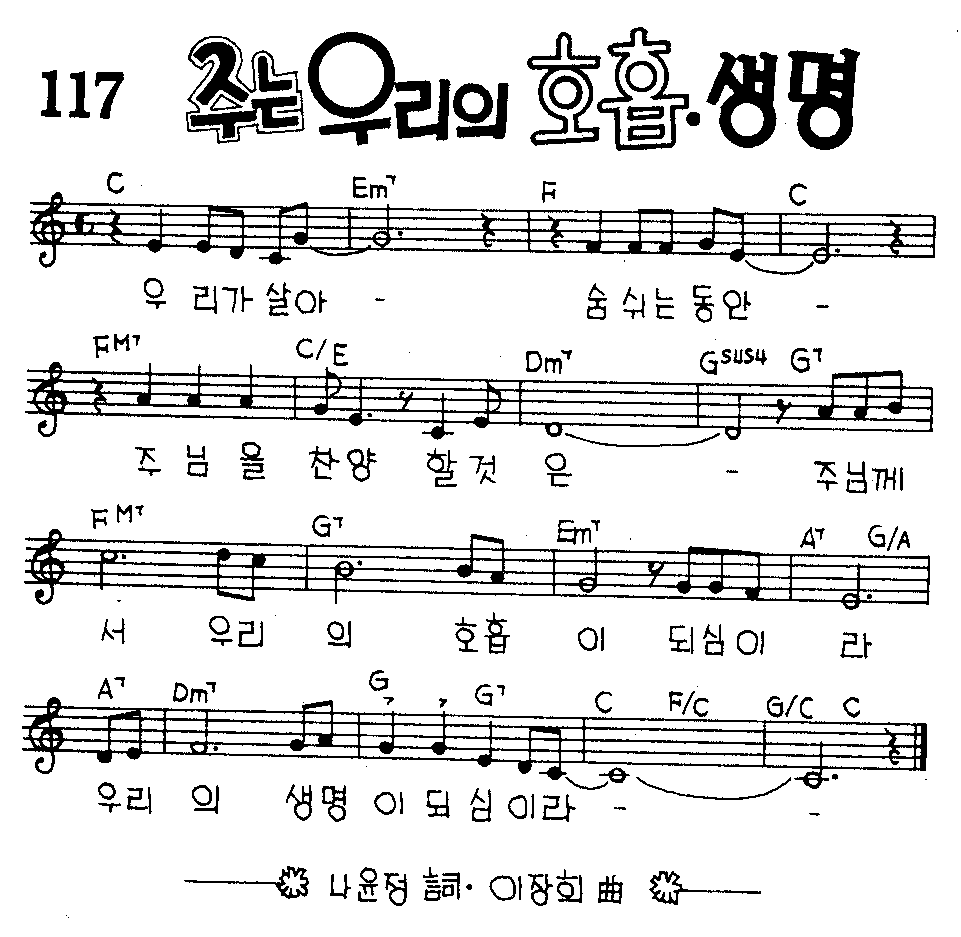 117 주는 우리의 호흡·생명
C Em7 F C
우 리가 살아 - 숨 쉬는 동안 -
FM7 C/E Dm7 Gsus4 G7
주 님 을 찬양 할 것 은 - 주님께
FM7 G7 Em7 A7 G/A
서 우리 의 호흡 이 되심이 라
A7 Dm7 G G7 C F/C G/C C
우리 의 생명 이 되 심 이라 - -
나윤정 詞· 이장희 曲